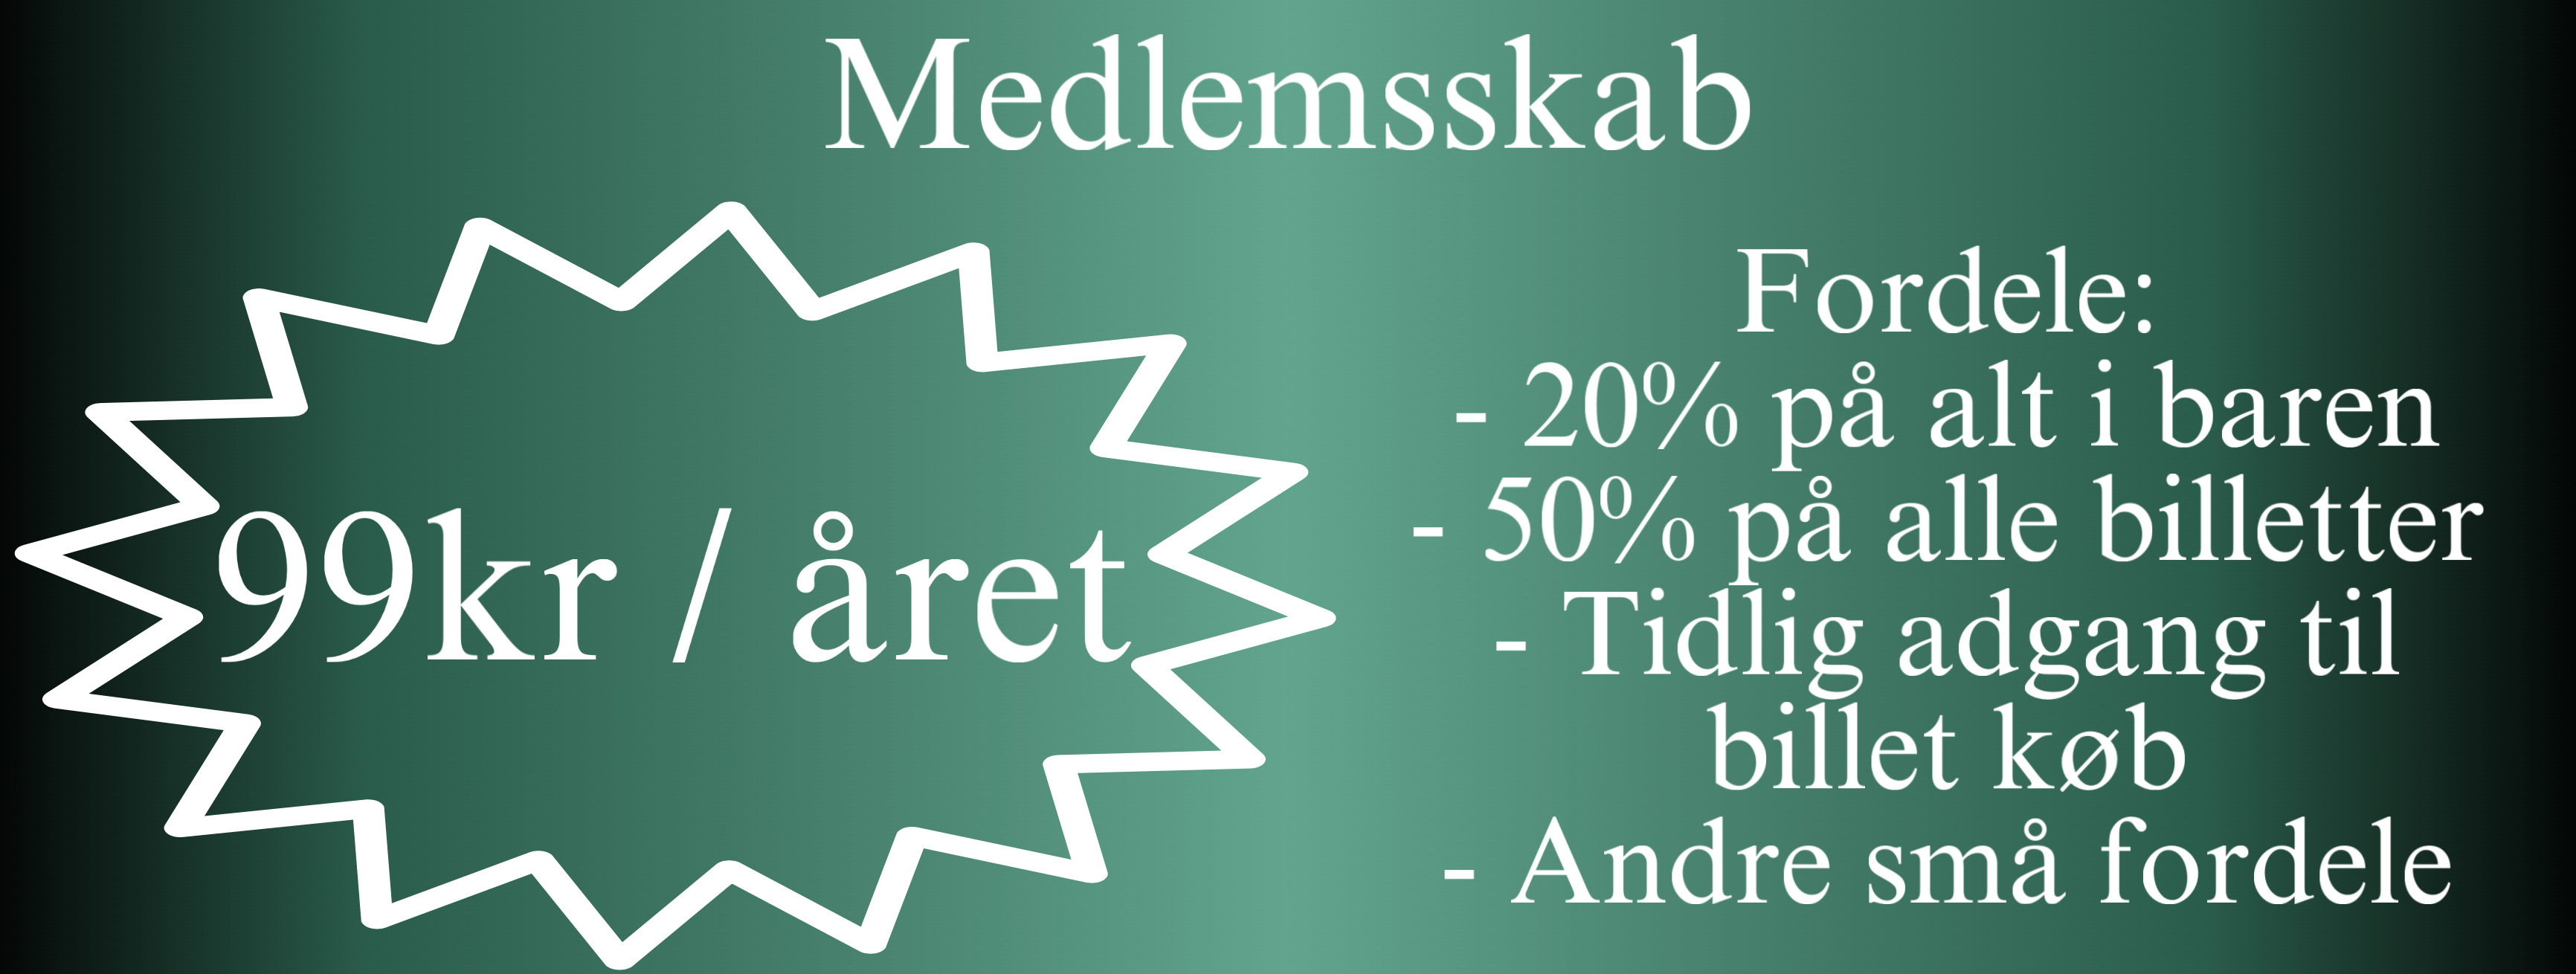 Medlemsskab
99kr / året
Fordele:
- 20% på alt i baren
- 50% på alle billetter
- Tidlig adgang til
billet køb
- Andre små fordele